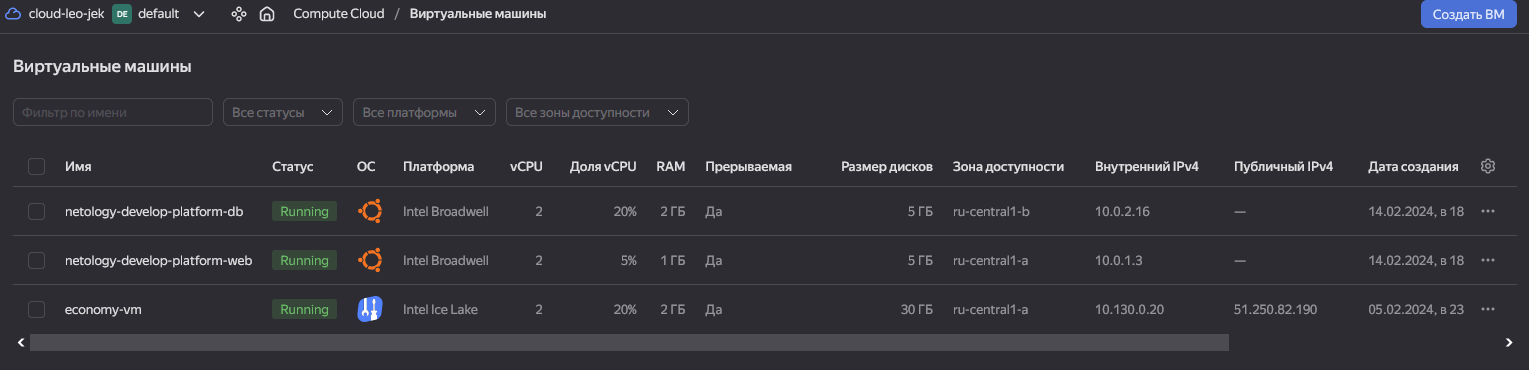 cloud-leo-jek DE default Compute Cloud / Виртуальные машины Создать ВМ
Виртуальные машины
Фильтр по имени Все статусы Все платформы Все зоны доступности
Имя Статус ОС Платформа vCPU Доля vCPU RAM Прерываемая Размер дисков Зона доступности Внутренний IPv4 Публичный IPv4 Дата создания
netology-develop-platform-db Running Intel Broadwell 2 20% 2 ГБ Да 5 ГБ ru-central1-b 10.0.2.16 — 14.02.2024, в 18 ···
netology-develop-platform-web Running Intel Broadwell 2 5% 1 ГБ Да 5 ГБ ru-central1-a 10.0.1.3 — 14.02.2024, в 18 ···
economy-vm Running Intel Ice Lake 2 20% 2 ГБ Да 30 ГБ ru-central1-a 10.130.0.20 51.250.82.190 05.02.2024, в 23 ···